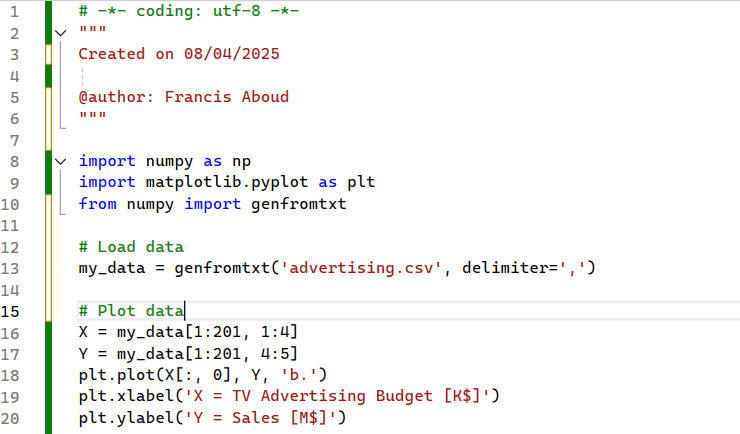 1 # -*- coding: utf-8 -*-
2 """
3 Created on 08/04/2025
4
5 @author: Francis Aboud
6 """
7
8 import numpy as np
9 import matplotlib.pyplot as plt
10 from numpy import genfromtxt
11
12 # Load data
13 my_data = genfromtxt('advertising.csv', delimiter=',')
14
15 # Plot data
16 X = my_data[1:201, 1:4]
17 Y = my_data[1:201, 4:5]
18 plt.plot(X[:, 0], Y, 'b.')
19 plt.xlabel('X = TV Advertising Budget [K$]')
20 plt.ylabel('Y = Sales [M$]')